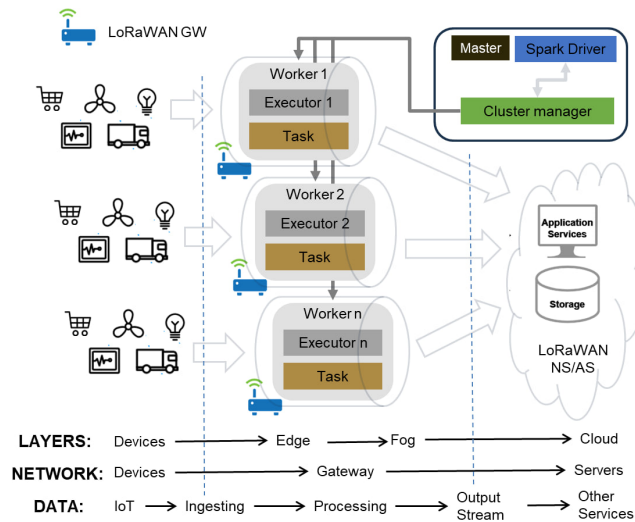 LoRaWAN GW
Master
Spark Driver
Cluster manager
Worker 1
Executor 1
Task
Worker 2
Executor 2
Task
Worker n
Executor n
Task
Application
Services
Storage
LoRaWAN
NS/AS
LAYERS: Devices Edge Fog Cloud
NETWORK: Devices Gateway Servers
DATA: IoT Ingesting Processing Output Stream Other Services